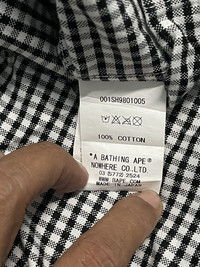 001SH9801005
100% COTTON
"A BATHING APE®
NOWHERE CO.LTD.
03 (5772) 2524
WWW.BAPE.COM
MADE IN JAPAN